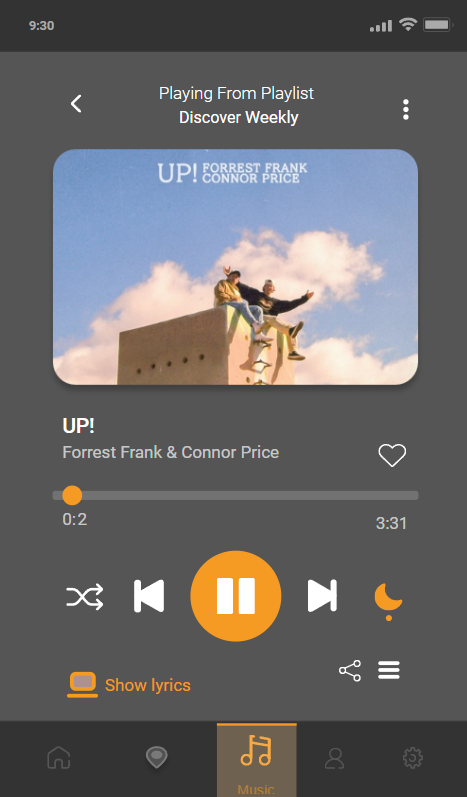 9:30
Playing From Playlist
Discover Weekly
UP! FORREST FRANK
CONNOR PRICE
UP!
Forrest Frank & Connor Price
0:2
3:31
Show lyrics
Music